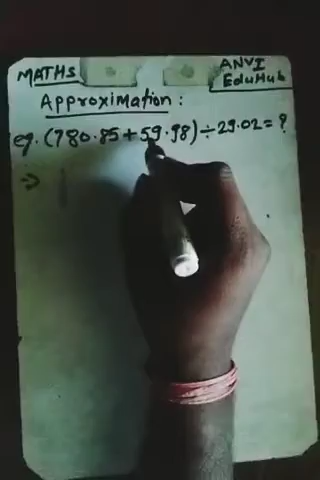 MATHS
ANVI
EduHub
Approximation :
eg. (780.85 + 59.98) ÷ 29.02 = ?
⇒